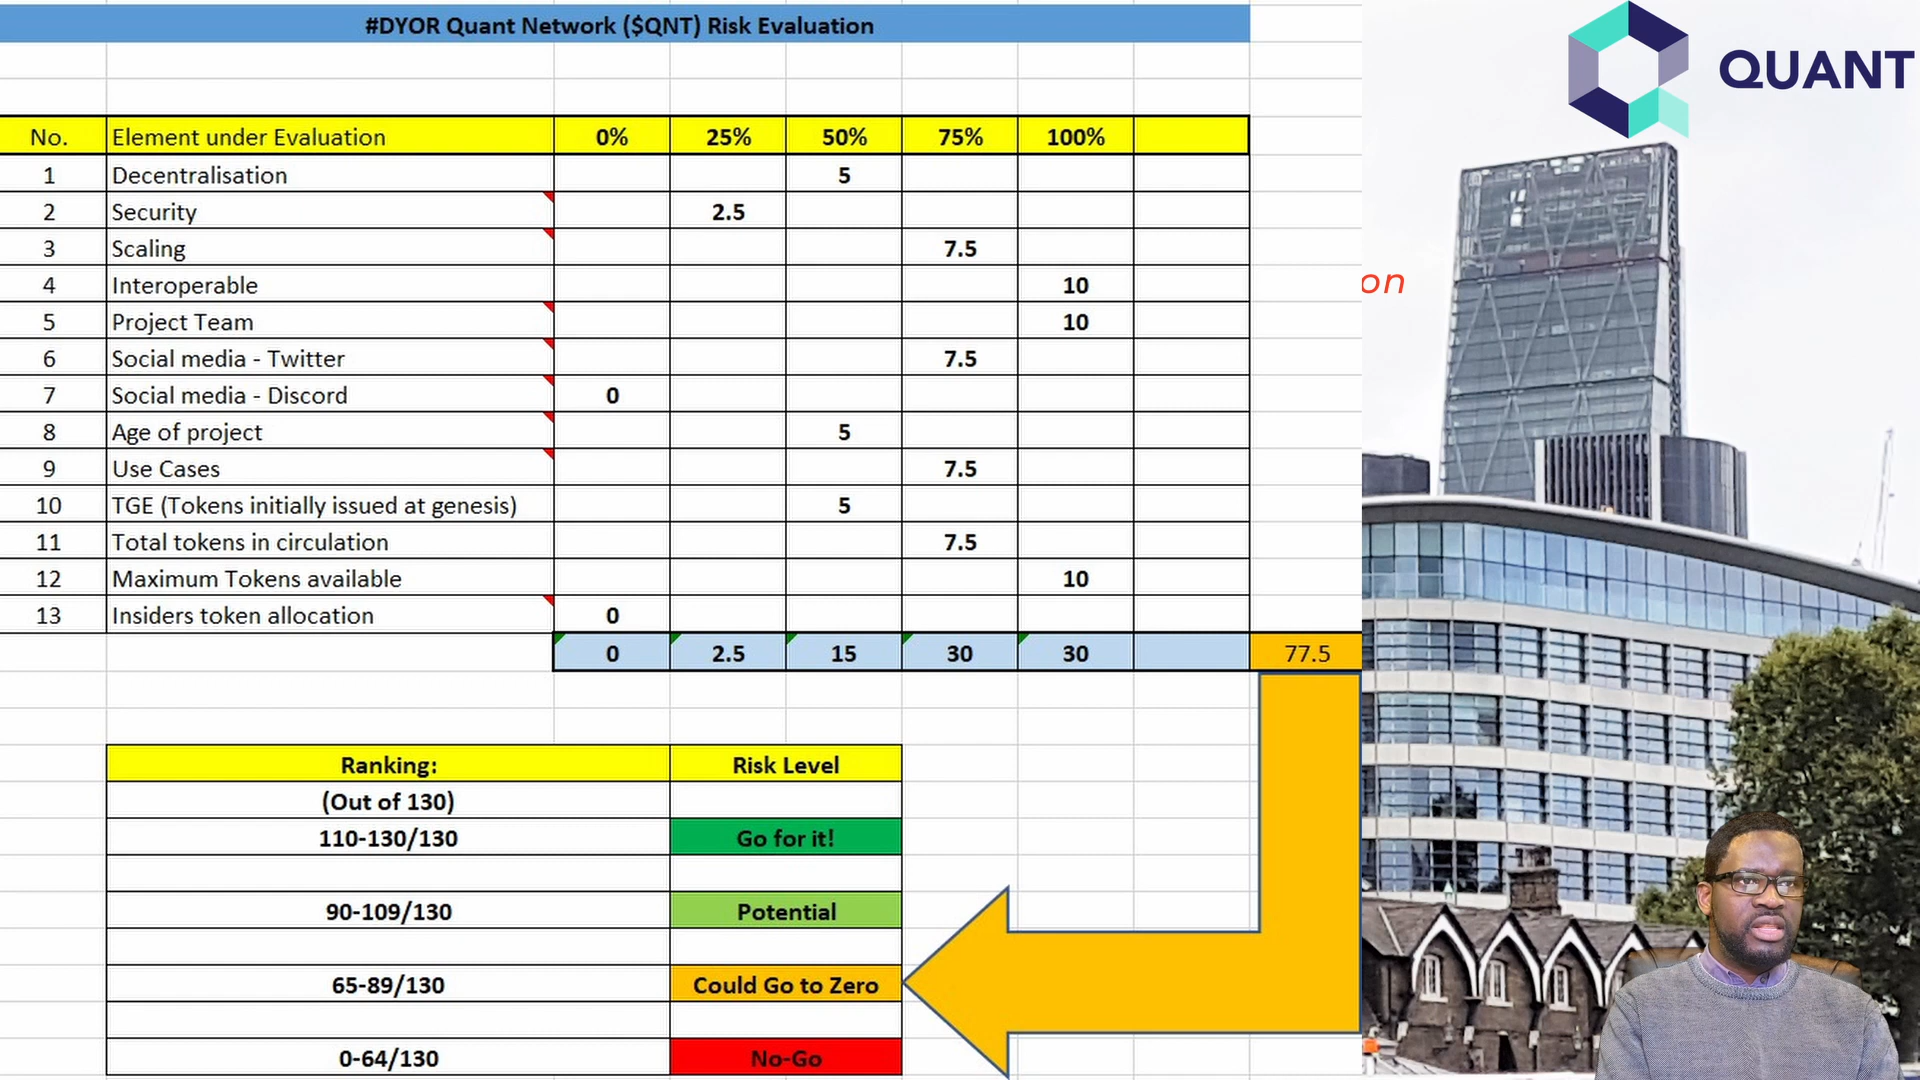 #DYOR Quant Network ($QNT) Risk Evaluation
QUANT
No. Element under Evaluation 0% 25% 50% 75% 100%
1 Decentralisation 5
2 Security 2.5
3 Scaling 7.5
4 Interoperable 10
on
5 Project Team 10
6 Social media - Twitter 7.5
7 Social media - Discord 0
8 Age of project 5
9 Use Cases 7.5
10 TGE (Tokens initially issued at genesis) 5
11 Total tokens in circulation 7.5
12 Maximum Tokens available 10
13 Insiders token allocation 0
0 2.5 15 30 30 77.5
Ranking: Risk Level
(Out of 130)
110-130/130 Go for it!
90-109/130 Potential
65-89/130 Could Go to Zero
0-64/130 No-Go